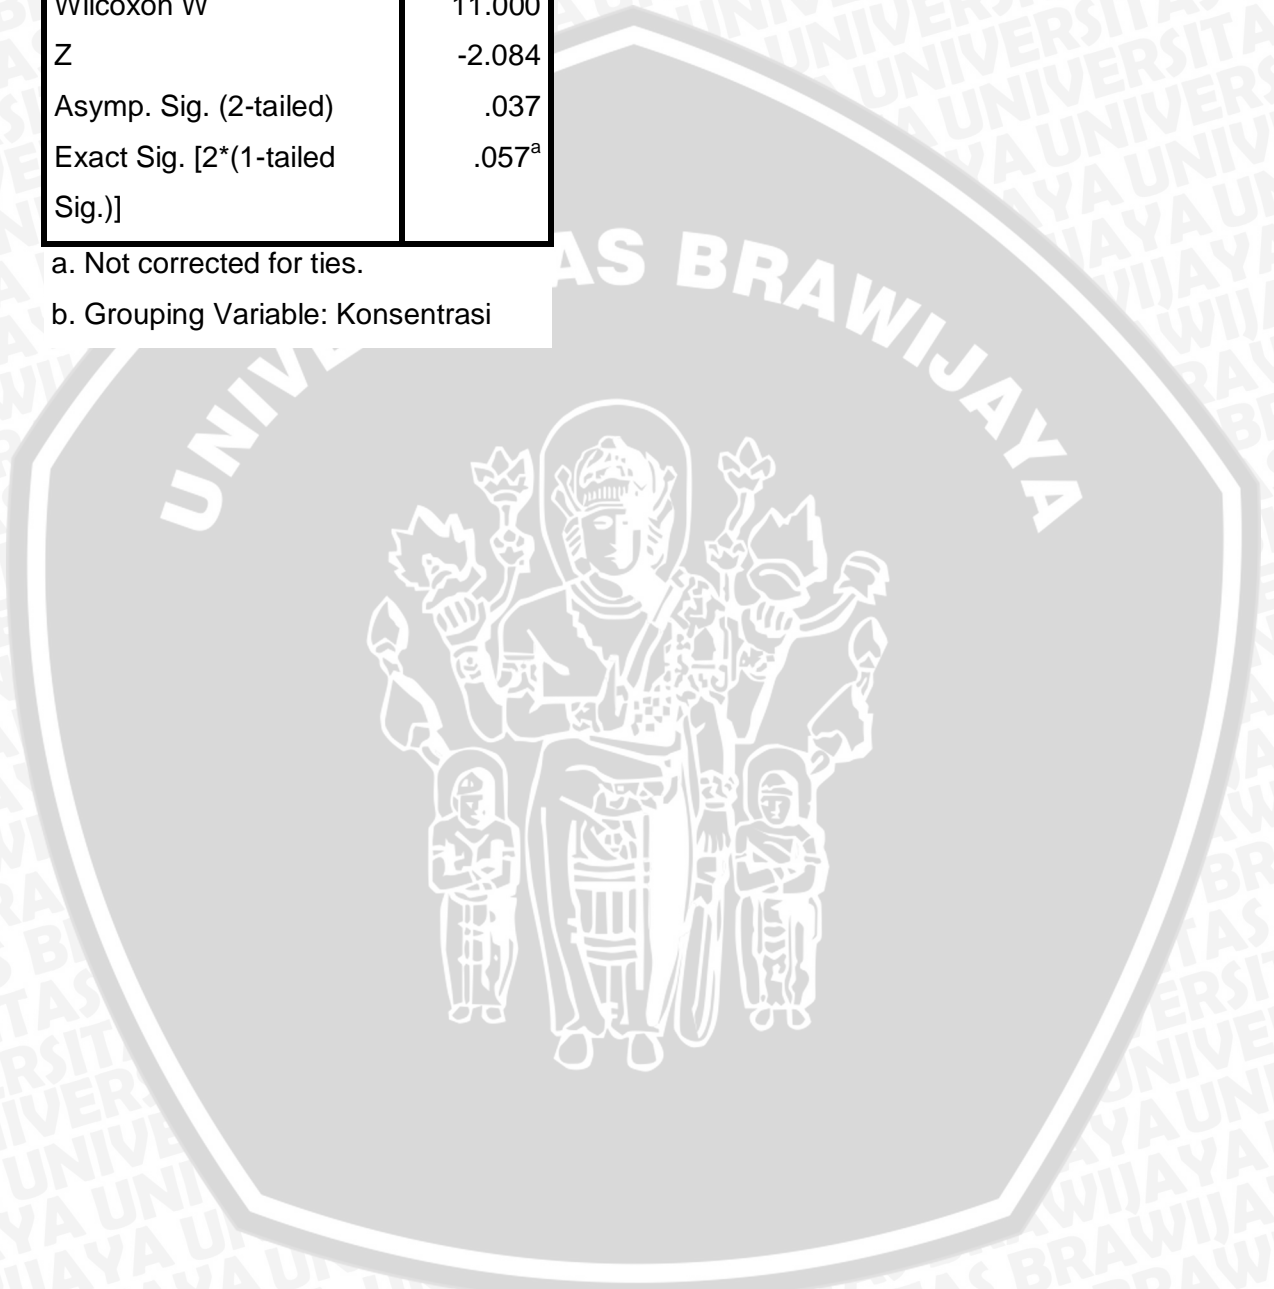 Wilcoxon W 11.000
Z -2.084
Asymp. Sig. (2-tailed) .037
Exact Sig. [2*(1-tailed .057a
Sig.)]
a. Not corrected for ties.
b. Grouping Variable: Konsentrasi
AS BRAWIJAYA